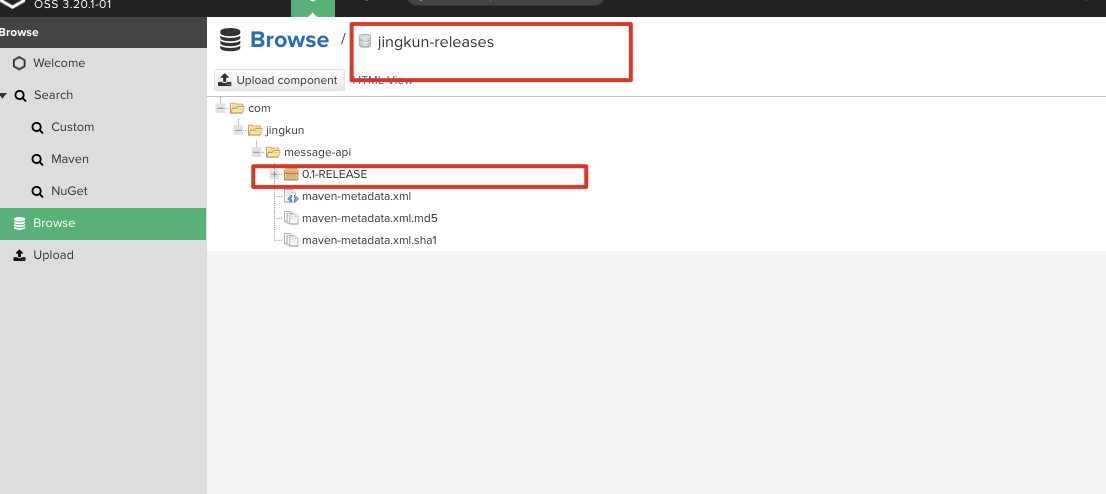 OSS 3.20.1-01
Browse
Welcome
Search
Custom
Maven
NuGet
Browse
Upload
Browse / jingkun-releases
Upload component HTML View
com
jingkun
message-api
0.1-RELEASE
maven-metadata.xml
maven-metadata.xml.md5
maven-metadata.xml.sha1